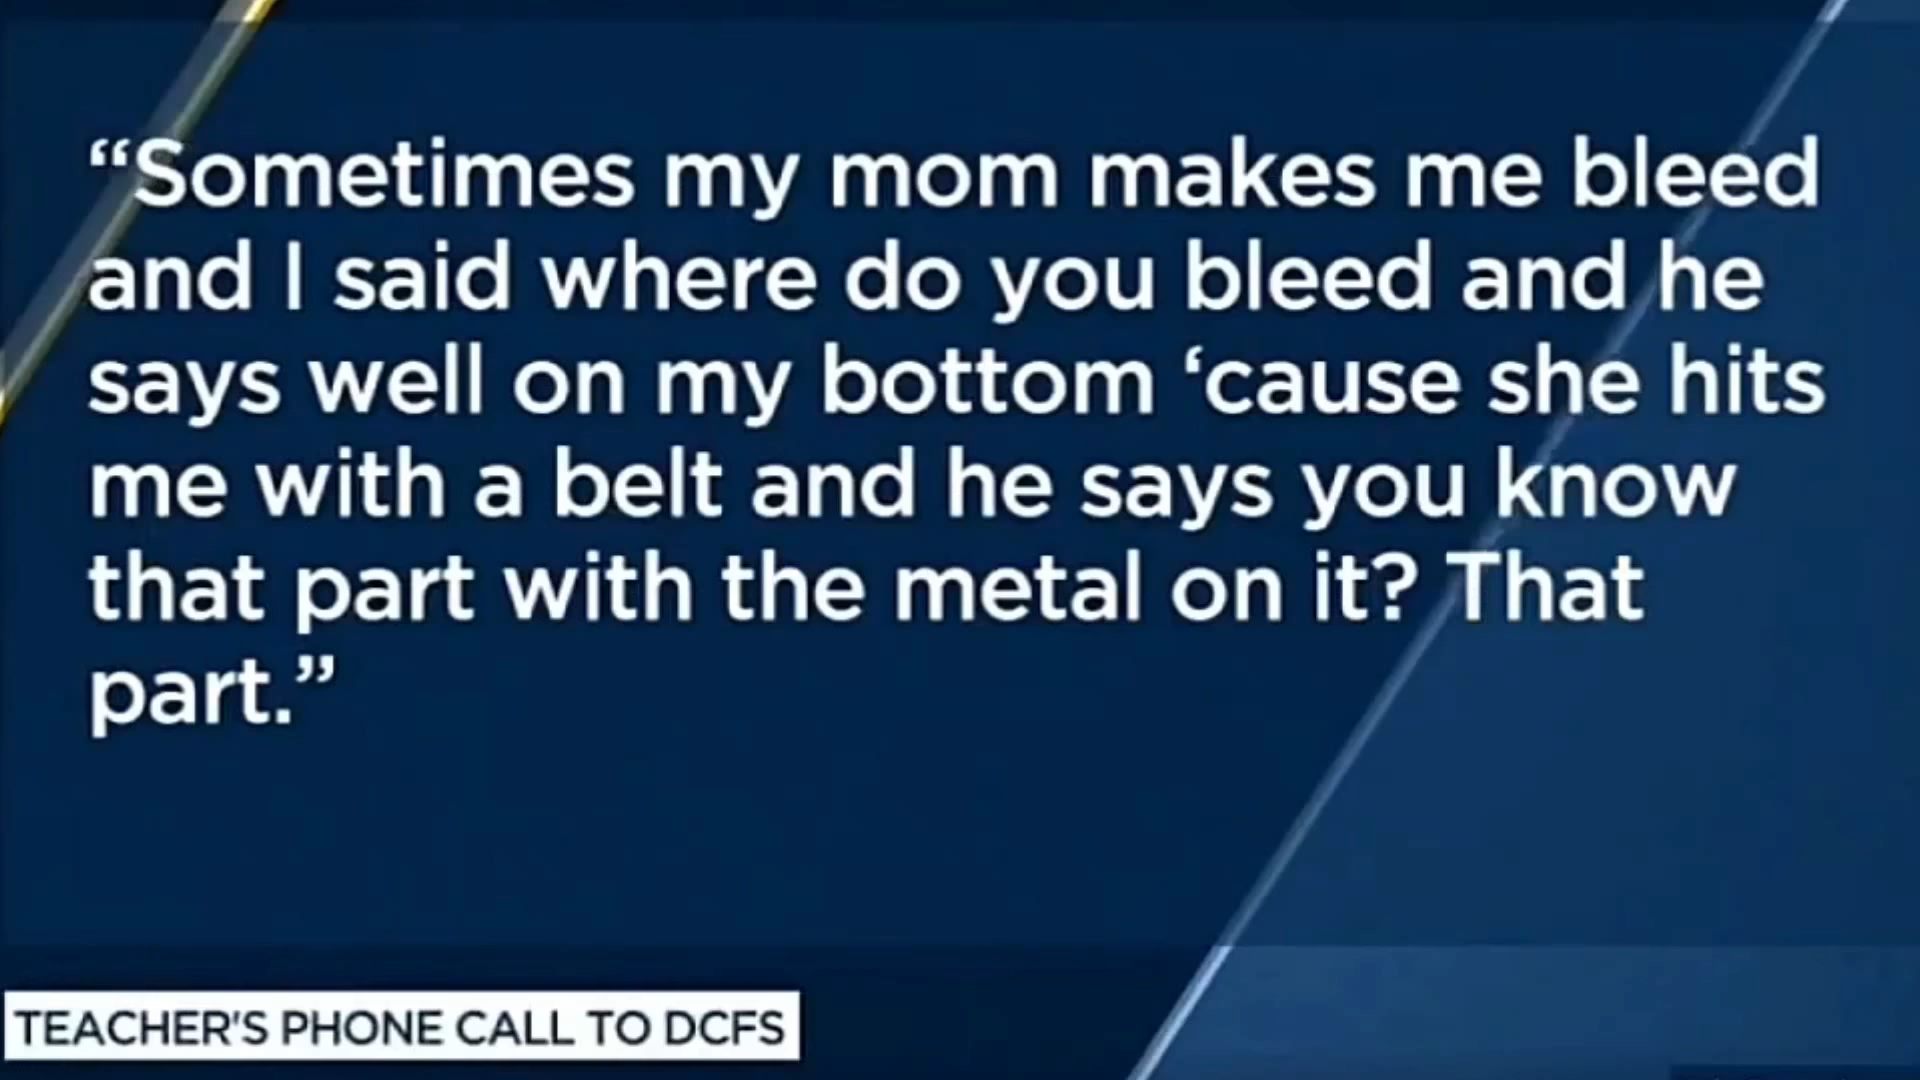 “Sometimes my mom makes me bleed
and I said where do you bleed and he
says well on my bottom ‘cause she hits
me with a belt and he says you know
that part with the metal on it? That
part.”
TEACHER'S PHONE CALL TO DCFS